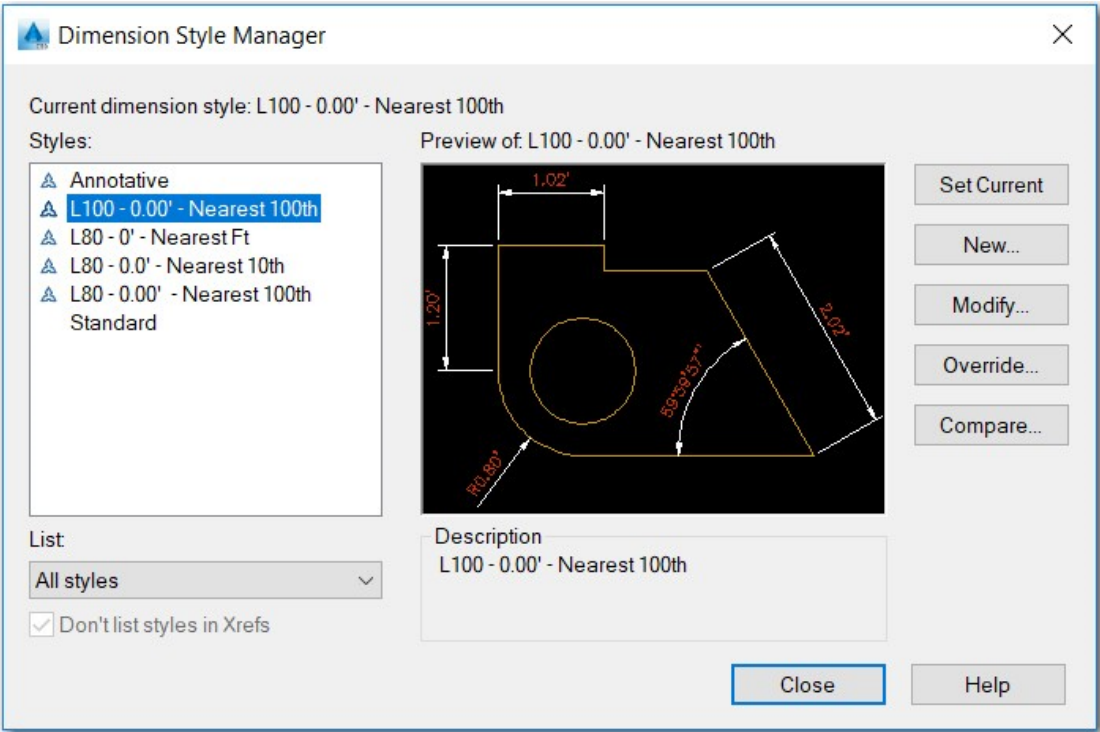 Dimension Style Manager
Current dimension style: L100 - 0.00' - Nearest 100th
Styles:
Preview of: L100 - 0.00' - Nearest 100th
Annotative
L100 - 0.00' - Nearest 100th
L80 - 0' - Nearest Ft
L80 - 0.0' - Nearest 10th
L80 - 0.00' - Nearest 100th
Standard
1.02'
1.20'
2.02'
59°59'57"
R0.80'
Set Current
New...
Modify...
Override...
Compare...
List:
All styles
Don't list styles in Xrefs
Description
L100 - 0.00' - Nearest 100th
Close
Help